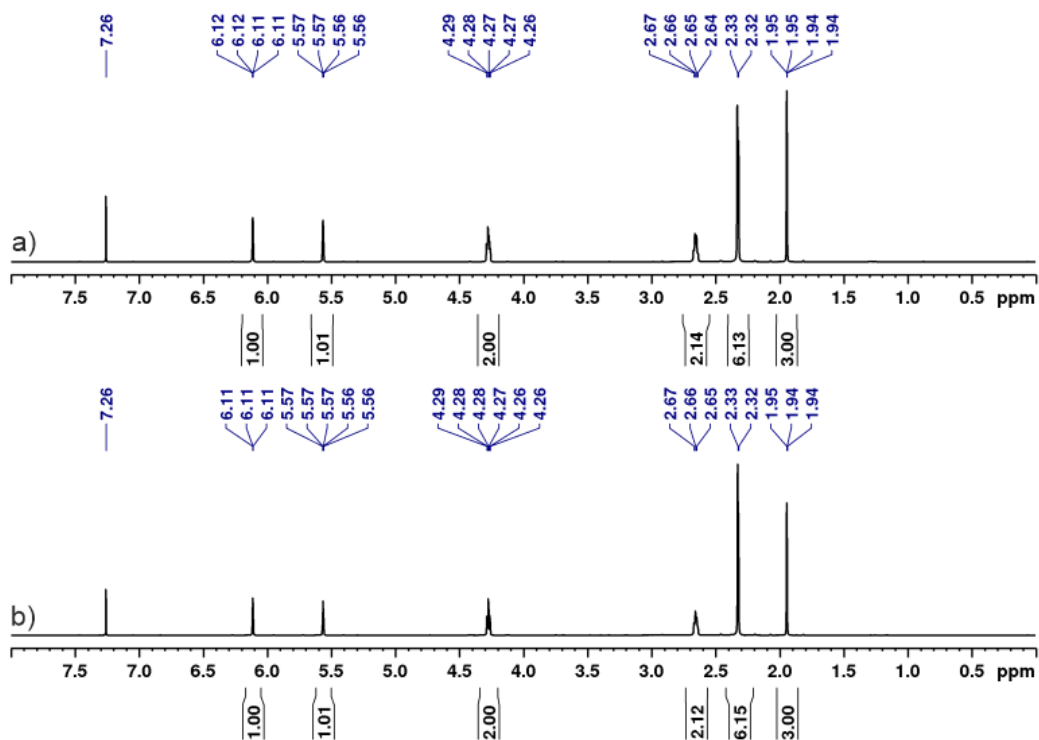 7.26 6.12 6.12 6.11 6.11 5.57 5.57 5.56 5.56 4.29 4.28 4.27 4.27 4.26 2.67 2.66 2.65 2.64 2.33 2.32 1.95 1.95 1.94 1.94
a)
7.5 7.0 6.5 6.0 5.5 5.0 4.5 4.0 3.5 3.0 2.5 2.0 1.5 1.0 0.5 ppm
1.00 1.01 2.00 2.14 6.13 3.00
7.26 6.11 6.11 6.11 5.57 5.57 5.57 5.56 5.56 4.29 4.28 4.28 4.27 4.26 4.26 2.67 2.66 2.65 2.33 2.32 1.95 1.94 1.94
b)
7.5 7.0 6.5 6.0 5.5 5.0 4.5 4.0 3.5 3.0 2.5 2.0 1.5 1.0 0.5 ppm
1.00 1.01 2.00 2.12 6.15 3.00